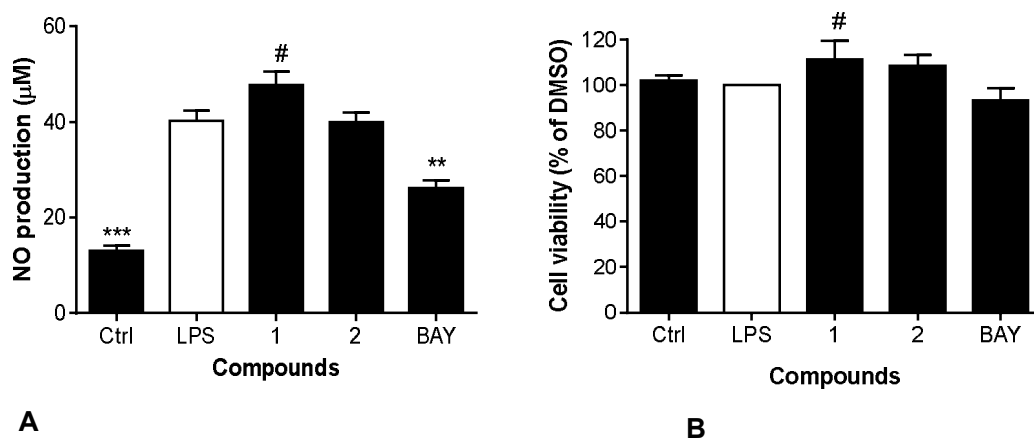 NO production (µM)
60
40
20
0
***
#
**
Ctrl LPS 1 2 BAY
Compounds
A
Cell viability (% of DMSO)
120
100
80
60
40
20
0
#
Ctrl LPS 1 2 BAY
Compounds
B